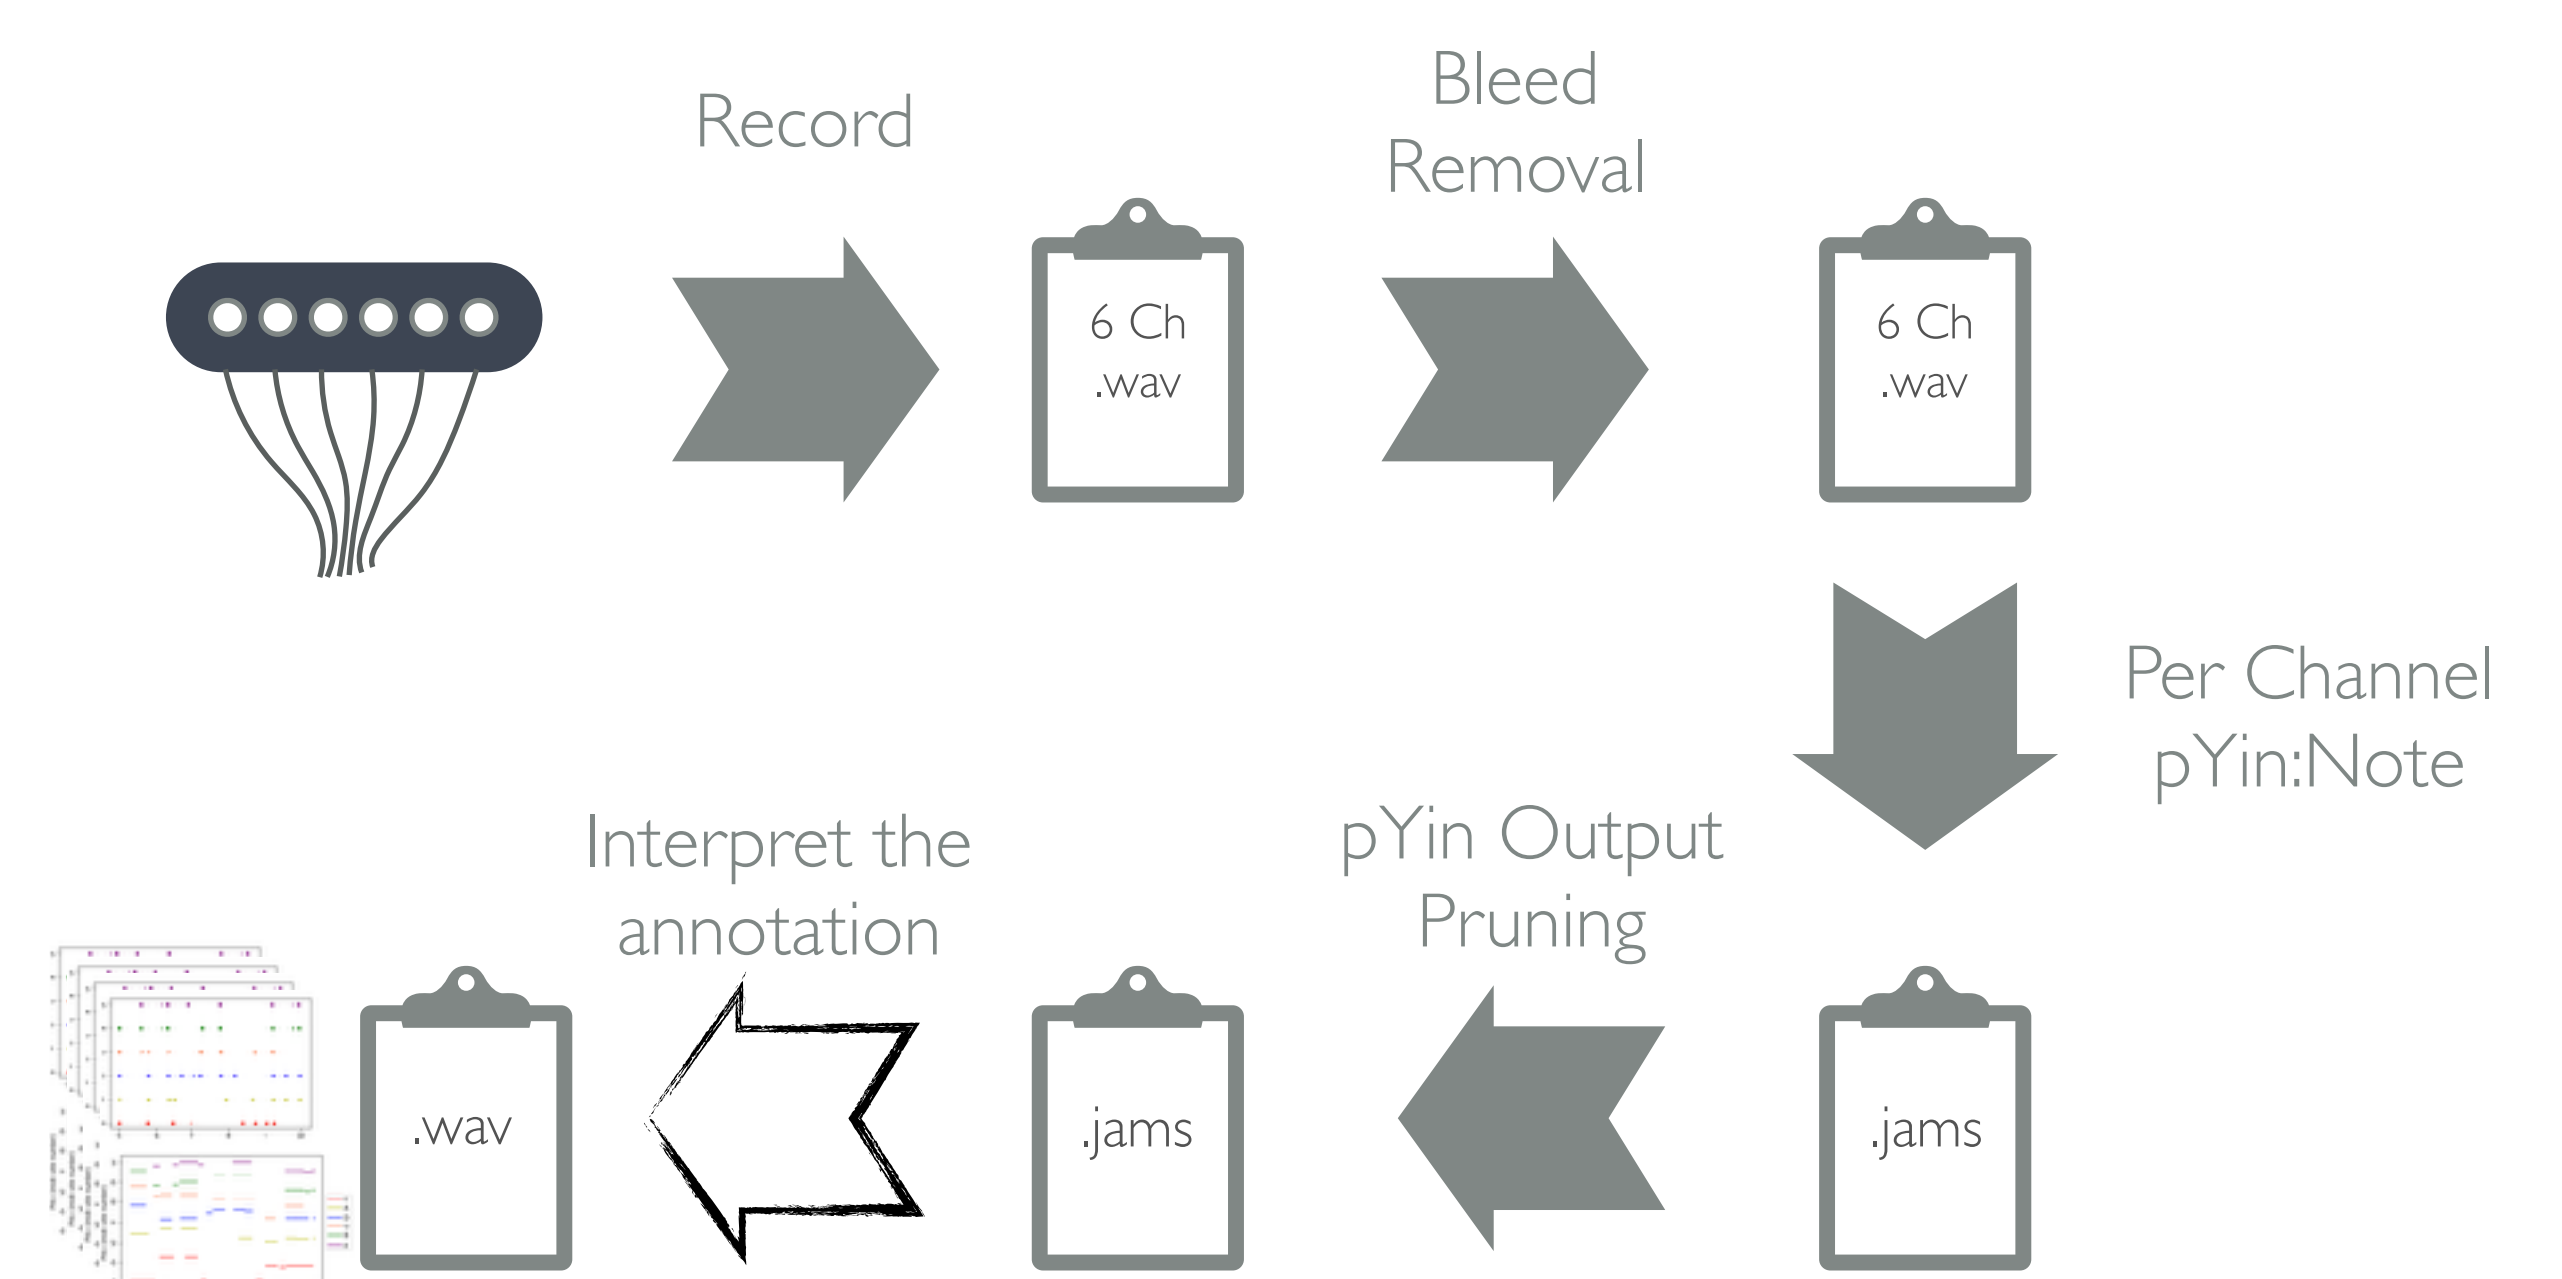 Record
Bleed
Removal
6 Ch
.wav
6 Ch
.wav
Per Channel
pYin:Note
pYin Output
Pruning
Interpret the
annotation
.wav
.jams
.jams